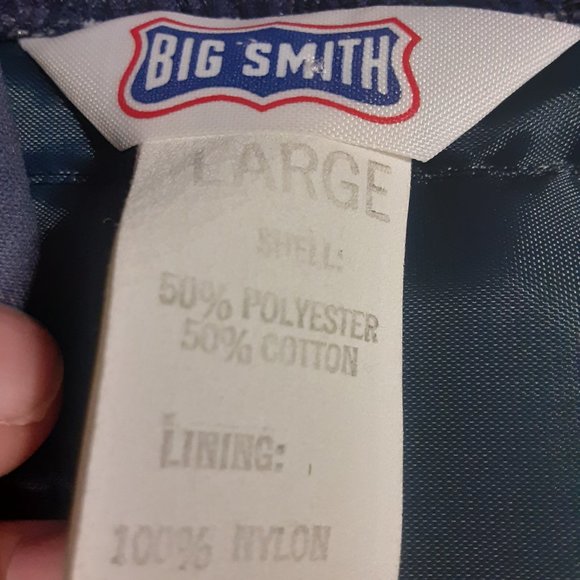 BIG SMITH
LARGE
SHELL:
50% POLYESTER
50% COTTON
LINING:
100% NYLON